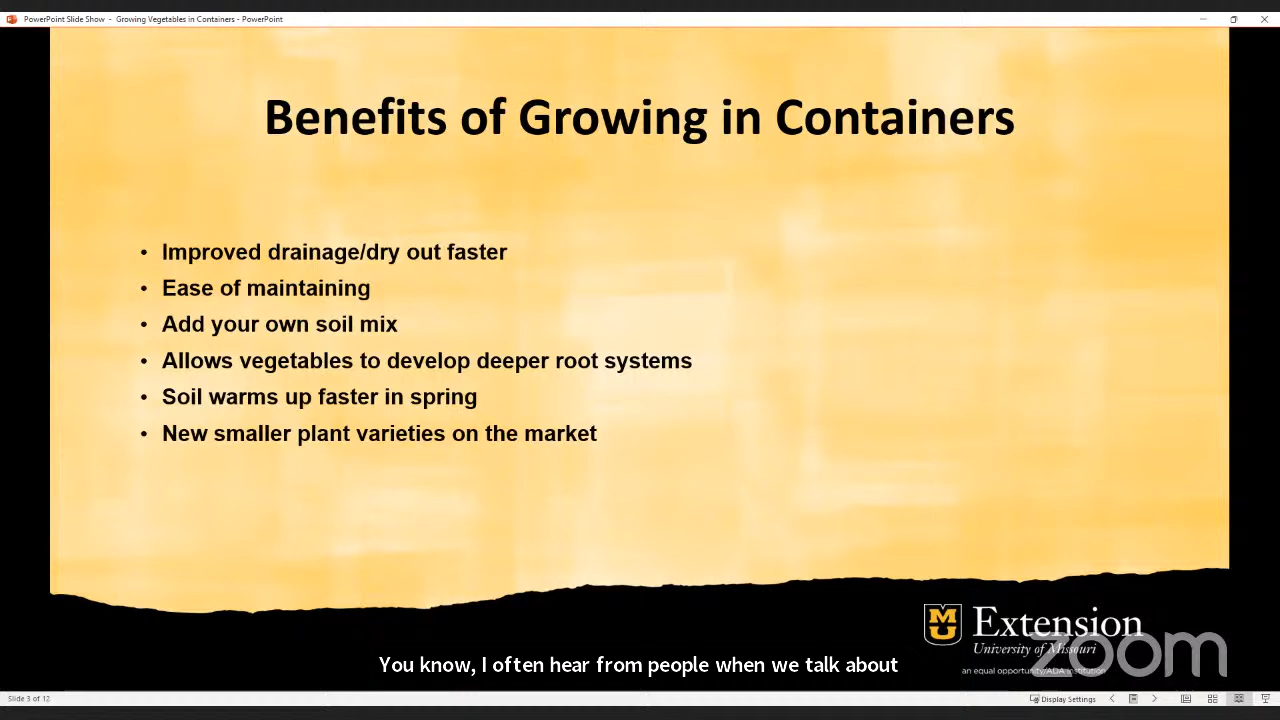 PowerPoint Slide Show - Growing Vegetables in Containers - PowerPoint
Benefits of Growing in Containers
• Improved drainage/dry out faster
• Ease of maintaining
• Add your own soil mix
• Allows vegetables to develop deeper root systems
• Soil warms up faster in spring
• New smaller plant varieties on the market
MU Extension
University of Missouri
an equal opportunity/ADA institution
zoom
You know, I often hear from people when we talk about
Slide 3 of 12
Display Settings